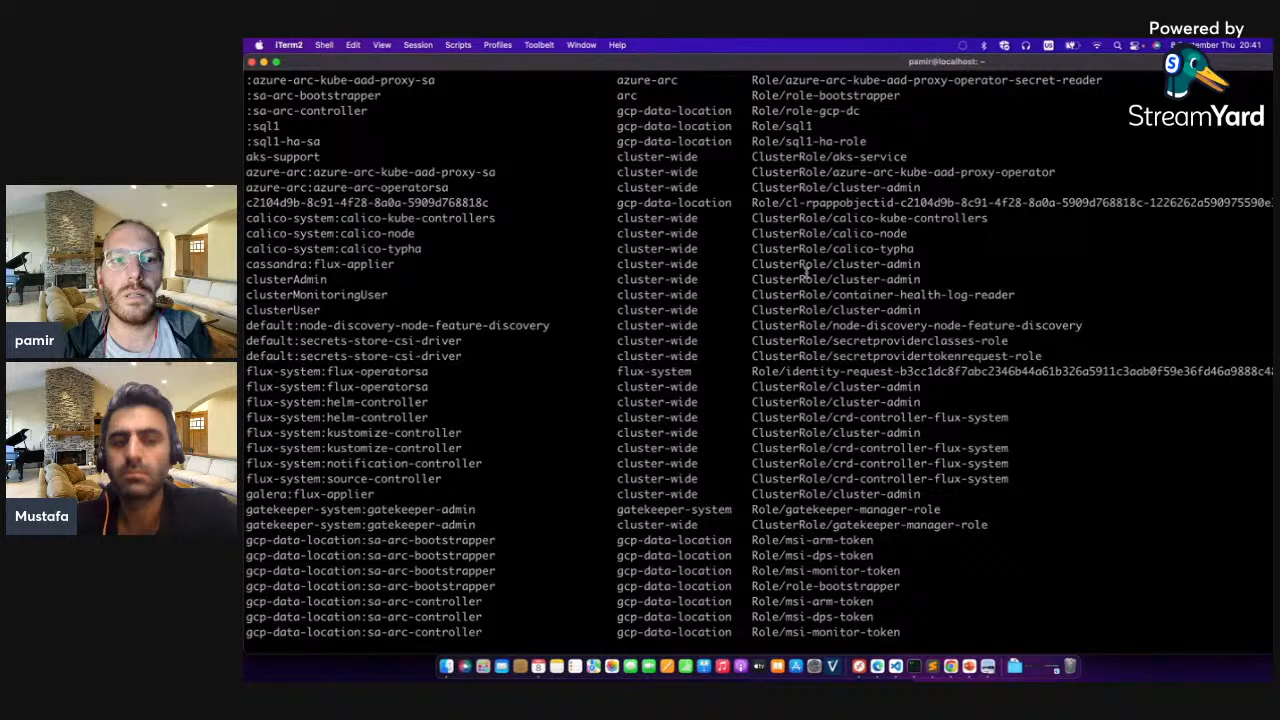 Powered by
StreamYard
iTerm2 Shell Edit View Session Scripts Profiles Toolbelt Window Help
Thu 20:41
pamir@localhost: ~
:azure-arc-kube-aad-proxy-sa azure-arc Role/azure-arc-kube-aad-proxy-operator-secret-reader
:sa-arc-bootstrapper arc Role/role-bootstrapper
:sa-arc-controller gcp-data-location Role/role-gcp-dc
:sql1 gcp-data-location Role/sql1
:sql1-ha-sa gcp-data-location Role/sql1-ha-role
aks-support cluster-wide ClusterRole/aks-service
azure-arc:azure-arc-kube-aad-proxy-sa cluster-wide ClusterRole/azure-arc-kube-aad-proxy-operator
azure-arc:azure-arc-operatorsa cluster-wide ClusterRole/cluster-admin
c2104d9b-8c91-4f28-8a0a-5909d768818c gcp-data-location Role/cl-rpappobjectid-c2104d9b-8c91-4f28-8a0a-5909d768818c-1226262a590975590e
calico-system:calico-kube-controllers cluster-wide ClusterRole/calico-kube-controllers
calico-system:calico-node cluster-wide ClusterRole/calico-node
calico-system:calico-typha cluster-wide ClusterRole/calico-typha
cassandra:flux-applier cluster-wide ClusterRole/cluster-admin
clusterAdmin cluster-wide ClusterRole/cluster-admin
clusterMonitoringUser cluster-wide ClusterRole/container-health-log-reader
clusterUser cluster-wide ClusterRole/cluster-admin
default:node-discovery-node-feature-discovery cluster-wide ClusterRole/node-discovery-node-feature-discovery
default:secrets-store-csi-driver cluster-wide ClusterRole/secretproviderclasses-role
default:secrets-store-csi-driver cluster-wide ClusterRole/secretprovidertokenrequest-role
flux-system:flux-operatorsa flux-system Role/identity-request-b3cc1dc8f7abc2346b44a61b326a5911c3aab0f59e36fd46a9888c4
flux-system:flux-operatorsa cluster-wide ClusterRole/cluster-admin
flux-system:helm-controller cluster-wide ClusterRole/cluster-admin
flux-system:helm-controller cluster-wide ClusterRole/crd-controller-flux-system
flux-system:kustomize-controller cluster-wide ClusterRole/cluster-admin
flux-system:kustomize-controller cluster-wide ClusterRole/crd-controller-flux-system
flux-system:notification-controller cluster-wide ClusterRole/crd-controller-flux-system
flux-system:source-controller cluster-wide ClusterRole/crd-controller-flux-system
galera:flux-applier cluster-wide ClusterRole/cluster-admin
gatekeeper-system:gatekeeper-admin gatekeeper-system Role/gatekeeper-manager-role
gatekeeper-system:gatekeeper-admin cluster-wide ClusterRole/gatekeeper-manager-role
gcp-data-location:sa-arc-bootstrapper gcp-data-location Role/msi-arm-token
gcp-data-location:sa-arc-bootstrapper gcp-data-location Role/msi-dps-token
gcp-data-location:sa-arc-bootstrapper gcp-data-location Role/msi-monitor-token
gcp-data-location:sa-arc-bootstrapper gcp-data-location Role/role-bootstrapper
gcp-data-location:sa-arc-controller gcp-data-location Role/msi-arm-token
gcp-data-location:sa-arc-controller gcp-data-location Role/msi-dps-token
gcp-data-location:sa-arc-controller gcp-data-location Role/msi-monitor-token
pamir
Mustafa